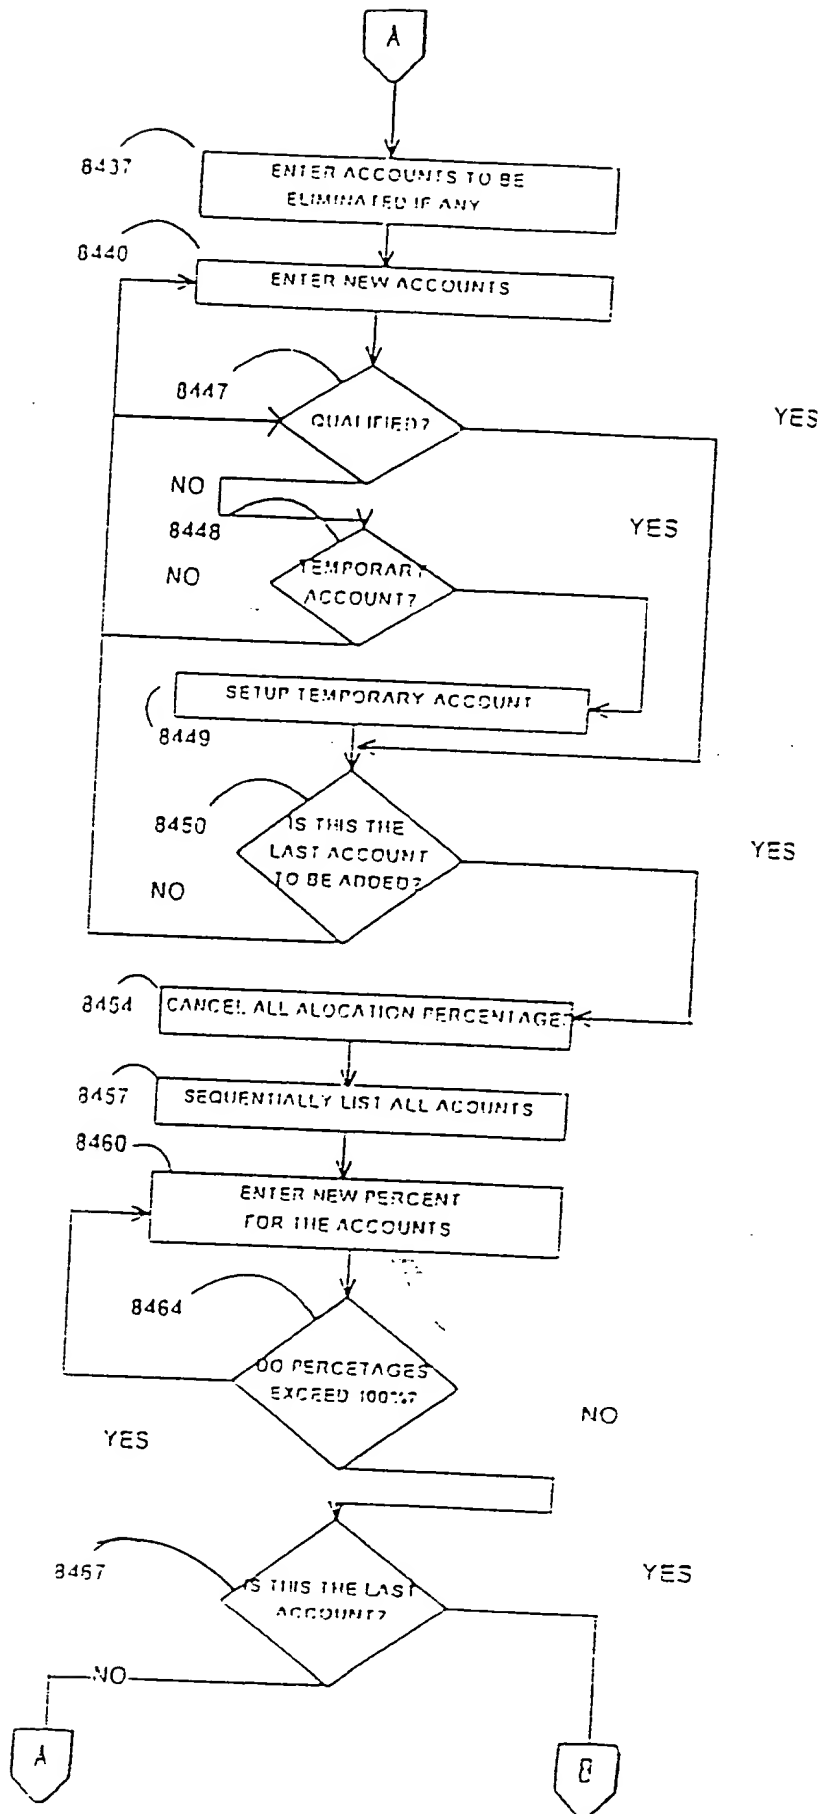 A
8437
ENTER ACCOUNTS TO BE
ELIMINATED IF ANY
8440
ENTER NEW ACCOUNTS
8447
QUALIFIED?
YES
NO
8448
YES
NO
TEMPORARY
ACCOUNT?
SETUP TEMPORARY ACCOUNT
8449
8450
IS THIS THE
LAST ACCOUNT
TO BE ADDED?
YES
NO
8454
CANCEL ALL ALOCATION PERCENTAGE
8457
SEQUENTIALLY LIST ALL ACOUNTS
8460
ENTER NEW PERCENT
FOR THE ACCOUNTS
8464
DO PERCETAGES
EXCEED 100%?
NO
YES
8467
IS THIS THE LAST
ACCOUNT?
YES
NO
A
B